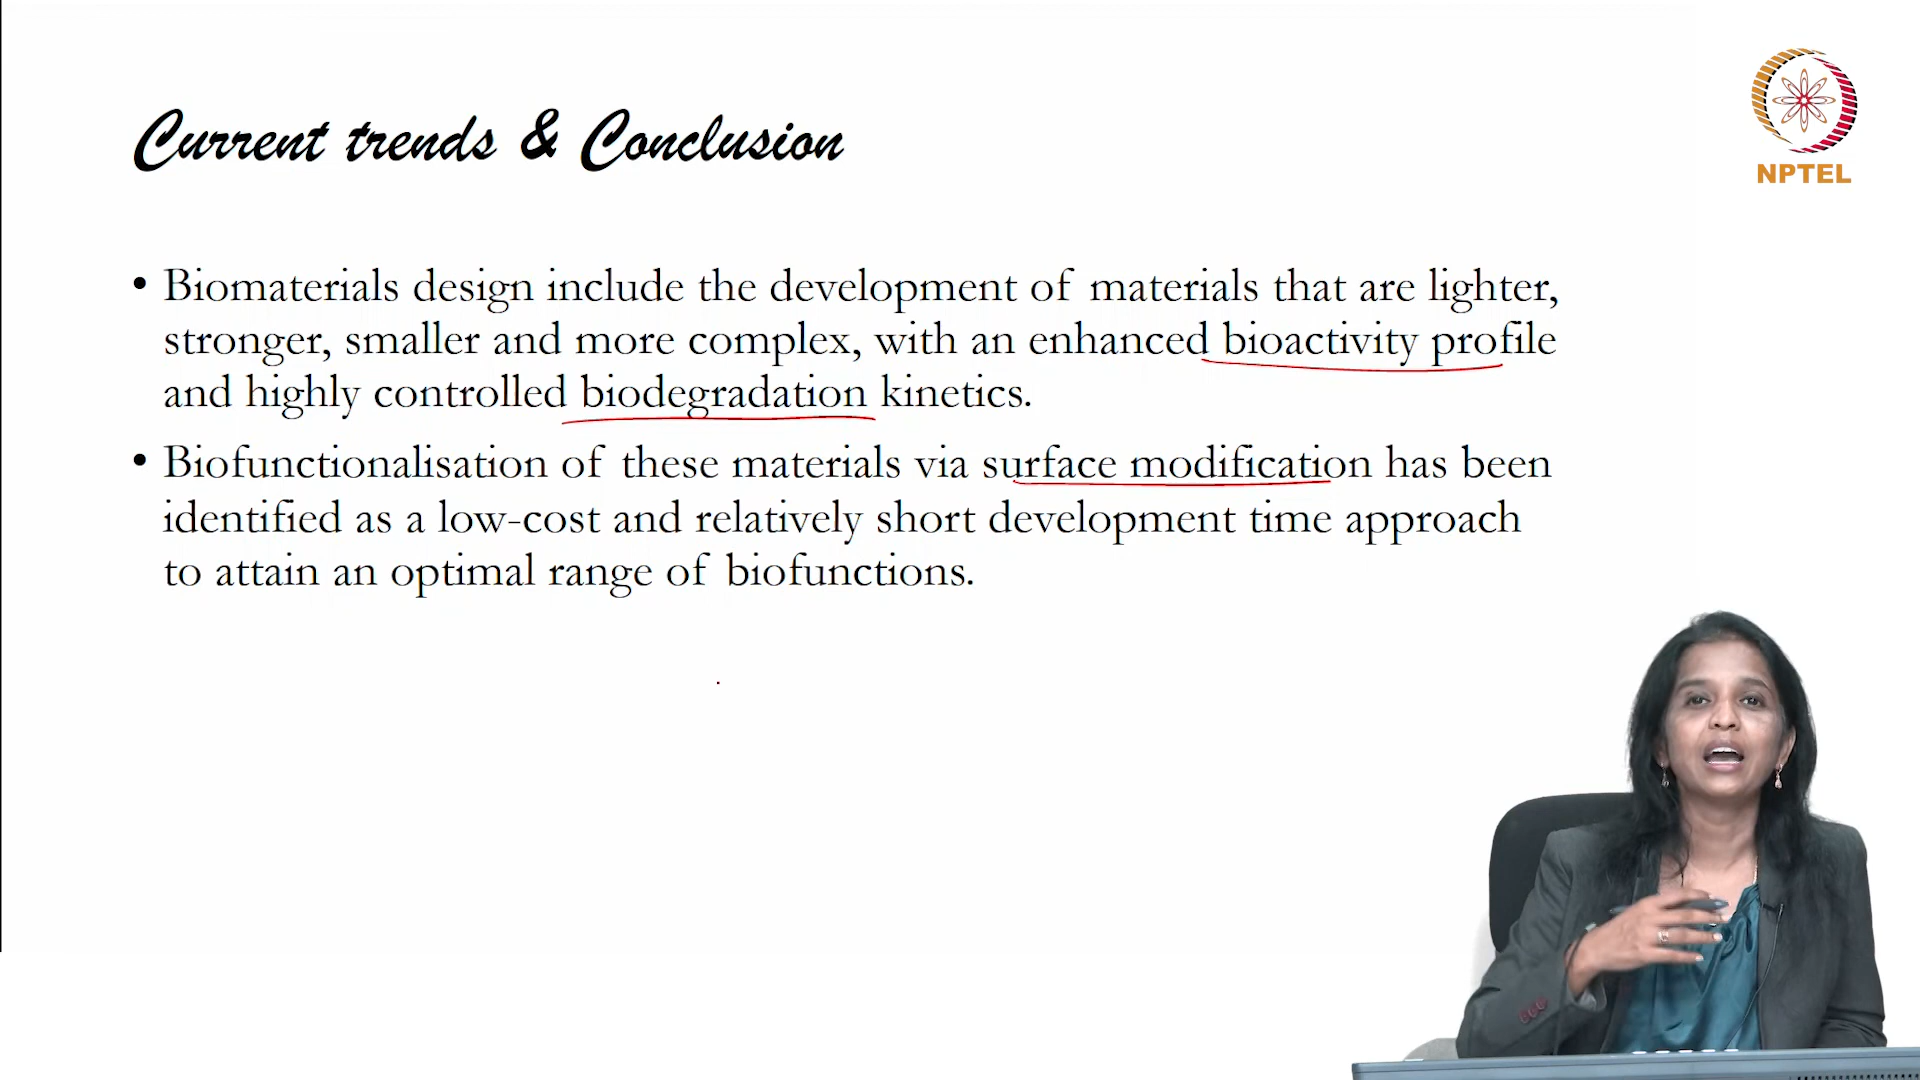 Current trends & Conclusion
NPTEL
• Biomaterials design include the development of materials that are lighter,
stronger, smaller and more complex, with an enhanced bioactivity profile
and highly controlled biodegradation kinetics.
• Biofunctionalisation of these materials via surface modification has been
identified as a low-cost and relatively short development time approach
to attain an optimal range of biofunctions.